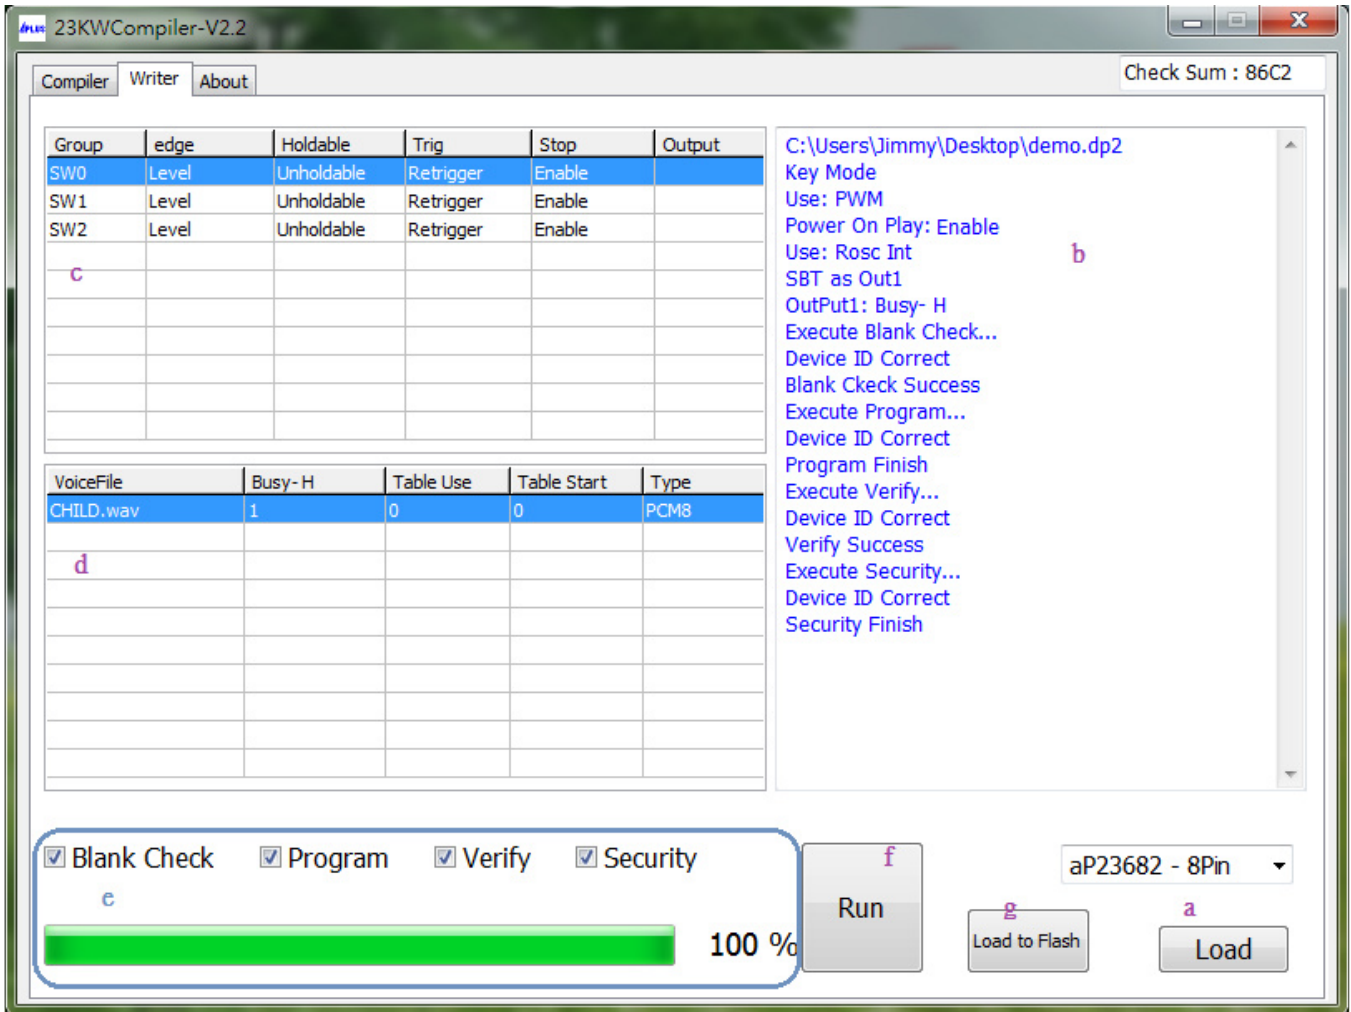 APLUS 23KWCompiler-V2.2
Compiler Writer About
Check Sum : 86C2
Group edge Holdable Trig Stop Output
SW0 Level Unholdable Retrigger Enable
SW1 Level Unholdable Retrigger Enable
SW2 Level Unholdable Retrigger Enable
c
VoiceFile Busy- H Table Use Table Start Type
CHILD.wav 1 0 0 PCM8
d
C:\Users\Jimmy\Desktop\demo.dp2
Key Mode
Use: PWM
Power On Play: Enable
Use: Rosc Int
b
SBT as Out1
OutPut1: Busy- H
Execute Blank Check...
Device ID Correct
Blank Ckeck Success
Execute Program...
Device ID Correct
Program Finish
Execute Verify...
Device ID Correct
Verify Success
Execute Security...
Device ID Correct
Security Finish
Blank Check Program Verify Security
e
100 %
f
Run
g
Load to Flash
aP23682 - 8Pin
a
Load